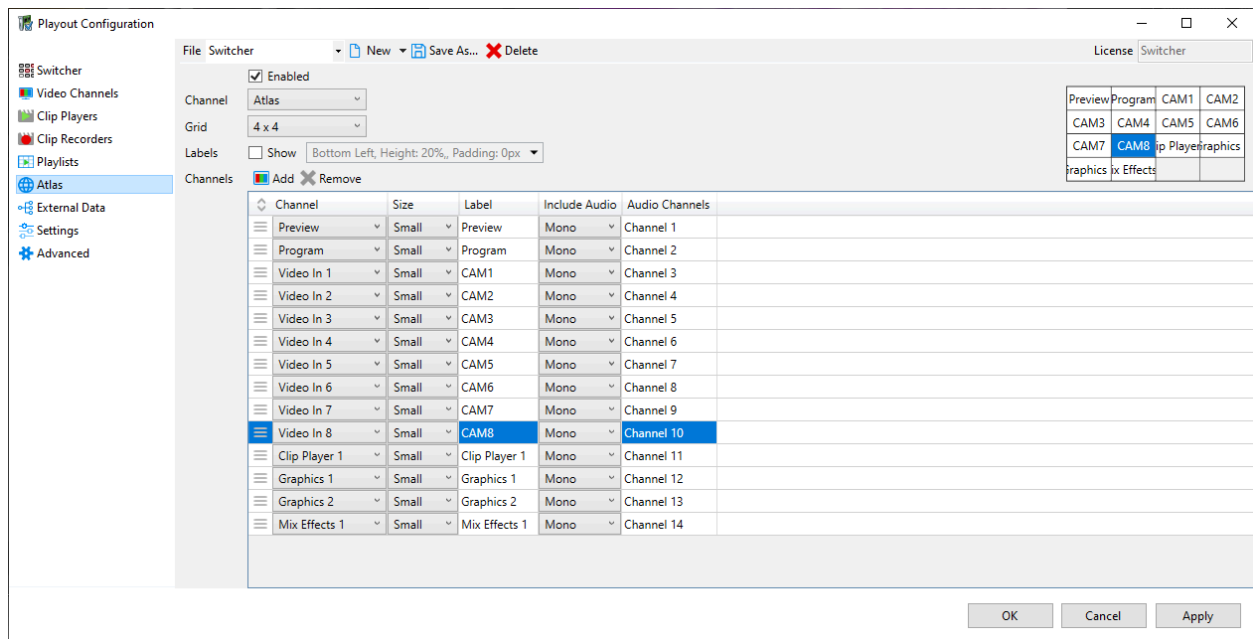 Playout Configuration
File Switcher New Save As... Delete License Switcher
Switcher
Video Channels
Clip Players
Clip Recorders
Playlists
Atlas
External Data
Settings
Advanced
Enabled
Channel Atlas
Grid 4 x 4
Labels Show Bottom Left, Height: 20%,, Padding: 0px
Channels Add Remove
Preview Program CAM1 CAM2
CAM3 CAM4 CAM5 CAM6
CAM7 CAM8 ip Player raphics
raphics ix Effects
Channel Size Label Include Audio Audio Channels
Preview Small Preview Mono Channel 1
Program Small Program Mono Channel 2
Video In 1 Small CAM1 Mono Channel 3
Video In 2 Small CAM2 Mono Channel 4
Video In 3 Small CAM3 Mono Channel 5
Video In 4 Small CAM4 Mono Channel 6
Video In 5 Small CAM5 Mono Channel 7
Video In 6 Small CAM6 Mono Channel 8
Video In 7 Small CAM7 Mono Channel 9
Video In 8 Small CAM8 Mono Channel 10
Clip Player 1 Small Clip Player 1 Mono Channel 11
Graphics 1 Small Graphics 1 Mono Channel 12
Graphics 2 Small Graphics 2 Mono Channel 13
Mix Effects 1 Small Mix Effects 1 Mono Channel 14
OK Cancel Apply